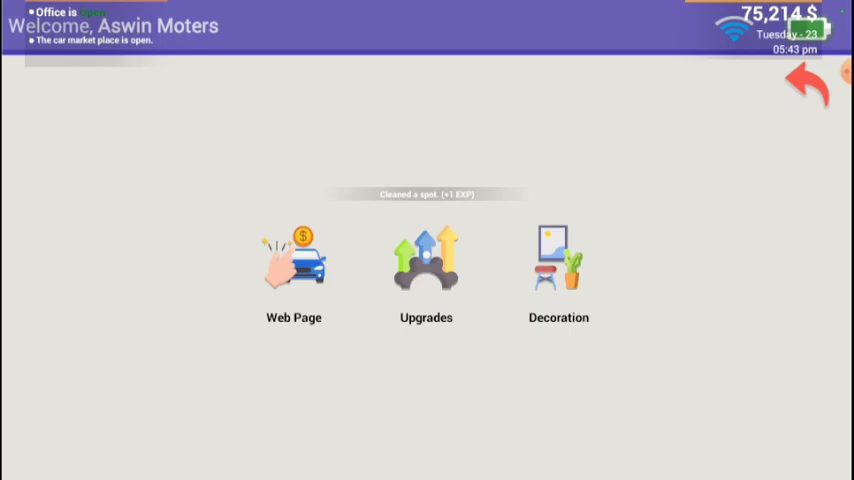 • Office is Open
Welcome, Aswin Moters
• The car market place is open.
75,214 $
Tuesday - 23
05:43 pm
Cleaned a spot. (+1 EXP)
$
Web Page
Upgrades
Decoration